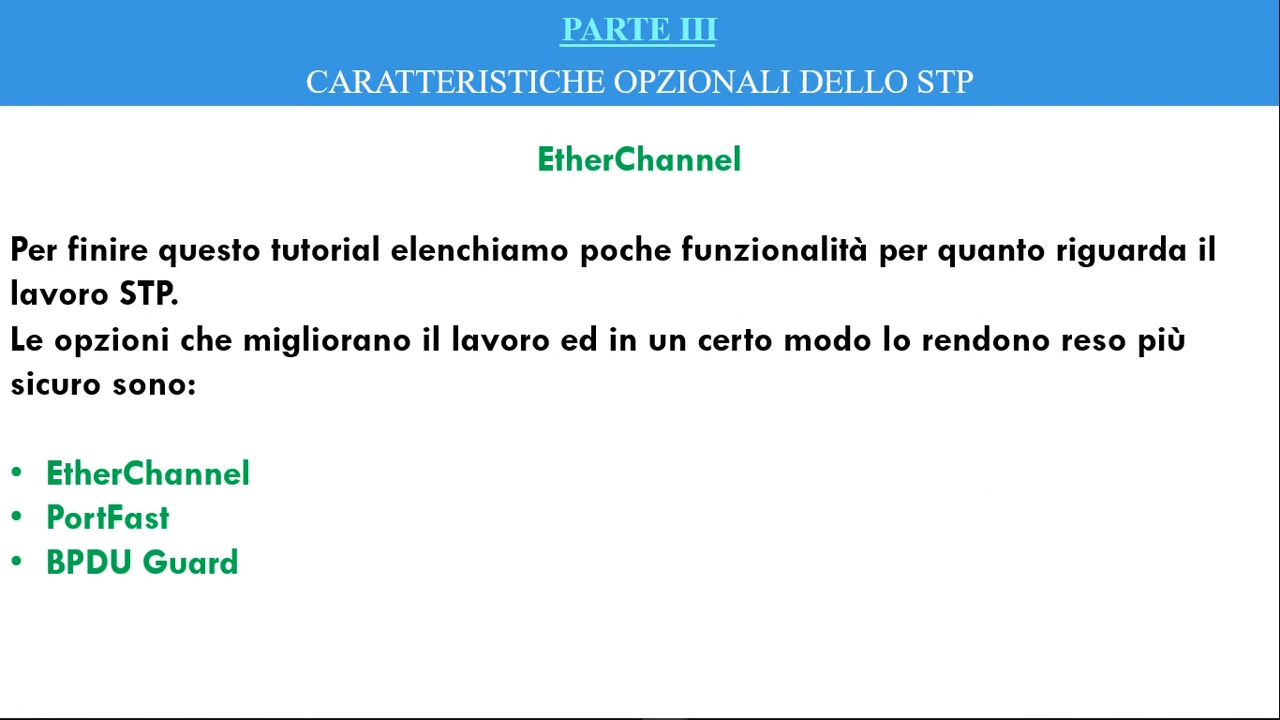 PARTE III
CARATTERISTICHE OPZIONALI DELLO STP
EtherChannel
Per finire questo tutorial elenchiamo poche funzionalità per quanto riguarda il
lavoro STP.
Le opzioni che migliorano il lavoro ed in un certo modo lo rendono reso più
sicuro sono:
• EtherChannel
• PortFast
• BPDU Guard